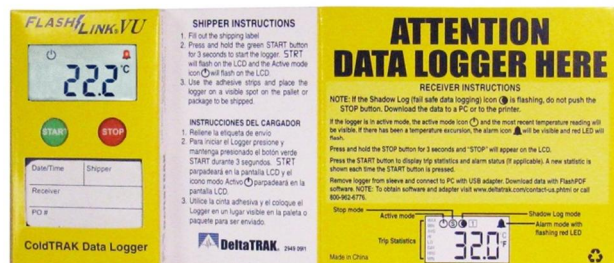 FLASH LINK® VU
22.2 °C
START
STOP
Date/Time
Shipper
Receiver
PO #
ColdTRAK Data Logger
SHIPPER INSTRUCTIONS
1. Fill out the shipping label
2. Press and hold the green START button
for 3 seconds to start the logger. STRT
will flash on the LCD and the Active mode
icon will flash on the LCD.
3. Use the adhesive strips and place the
logger on a visible spot on the pallet or
package to be shipped.
INSTRUCCIONES DEL CARGADOR
1. Rellene la etiqueta de envío
2. Para iniciar el Logger presione y
mantenga presionado el botón verde
START durante 3 segundos. STRT
parpadeará en la pantalla LCD y el
icono modo Activo parpadeará en la
pantalla LCD.
3. Utilice la cinta adhesiva y el coloque el
Logger en un lugar visible en la paleta o
paquete para ser enviado.
DeltaTRAK®
ATTENTION
DATA LOGGER HERE
RECEIVER INSTRUCTIONS
NOTE: If the Shadow Log (fail safe data logging) icon is flashing, do not push the
STOP button. Download the data to a PC or to the printer.
If the logger is in active mode, the active mode icon and the most recent temperature reading will
be visible. If there has been a temperature excursion, the alarm icon will be visible and red LED will
flash.
Press and hold the STOP button for 3 seconds and "STOP" will appear on the LCD.
Press the START button to display trip statistics and alarm status (if applicable). A new statistic is
shown each time the START button is pressed.
Remove logger from sleeve and connect to PC with USB adapter. Download data with FlashPDF
software. NOTE: To obtain software and adapter visit www.deltatrak.com/contact-us.phtml or call
800-962-6776.
Stop mode
Active mode
Shadow Log mode
Alarm mode with
flashing red LED
Trip Statistics
32.0
Made in China